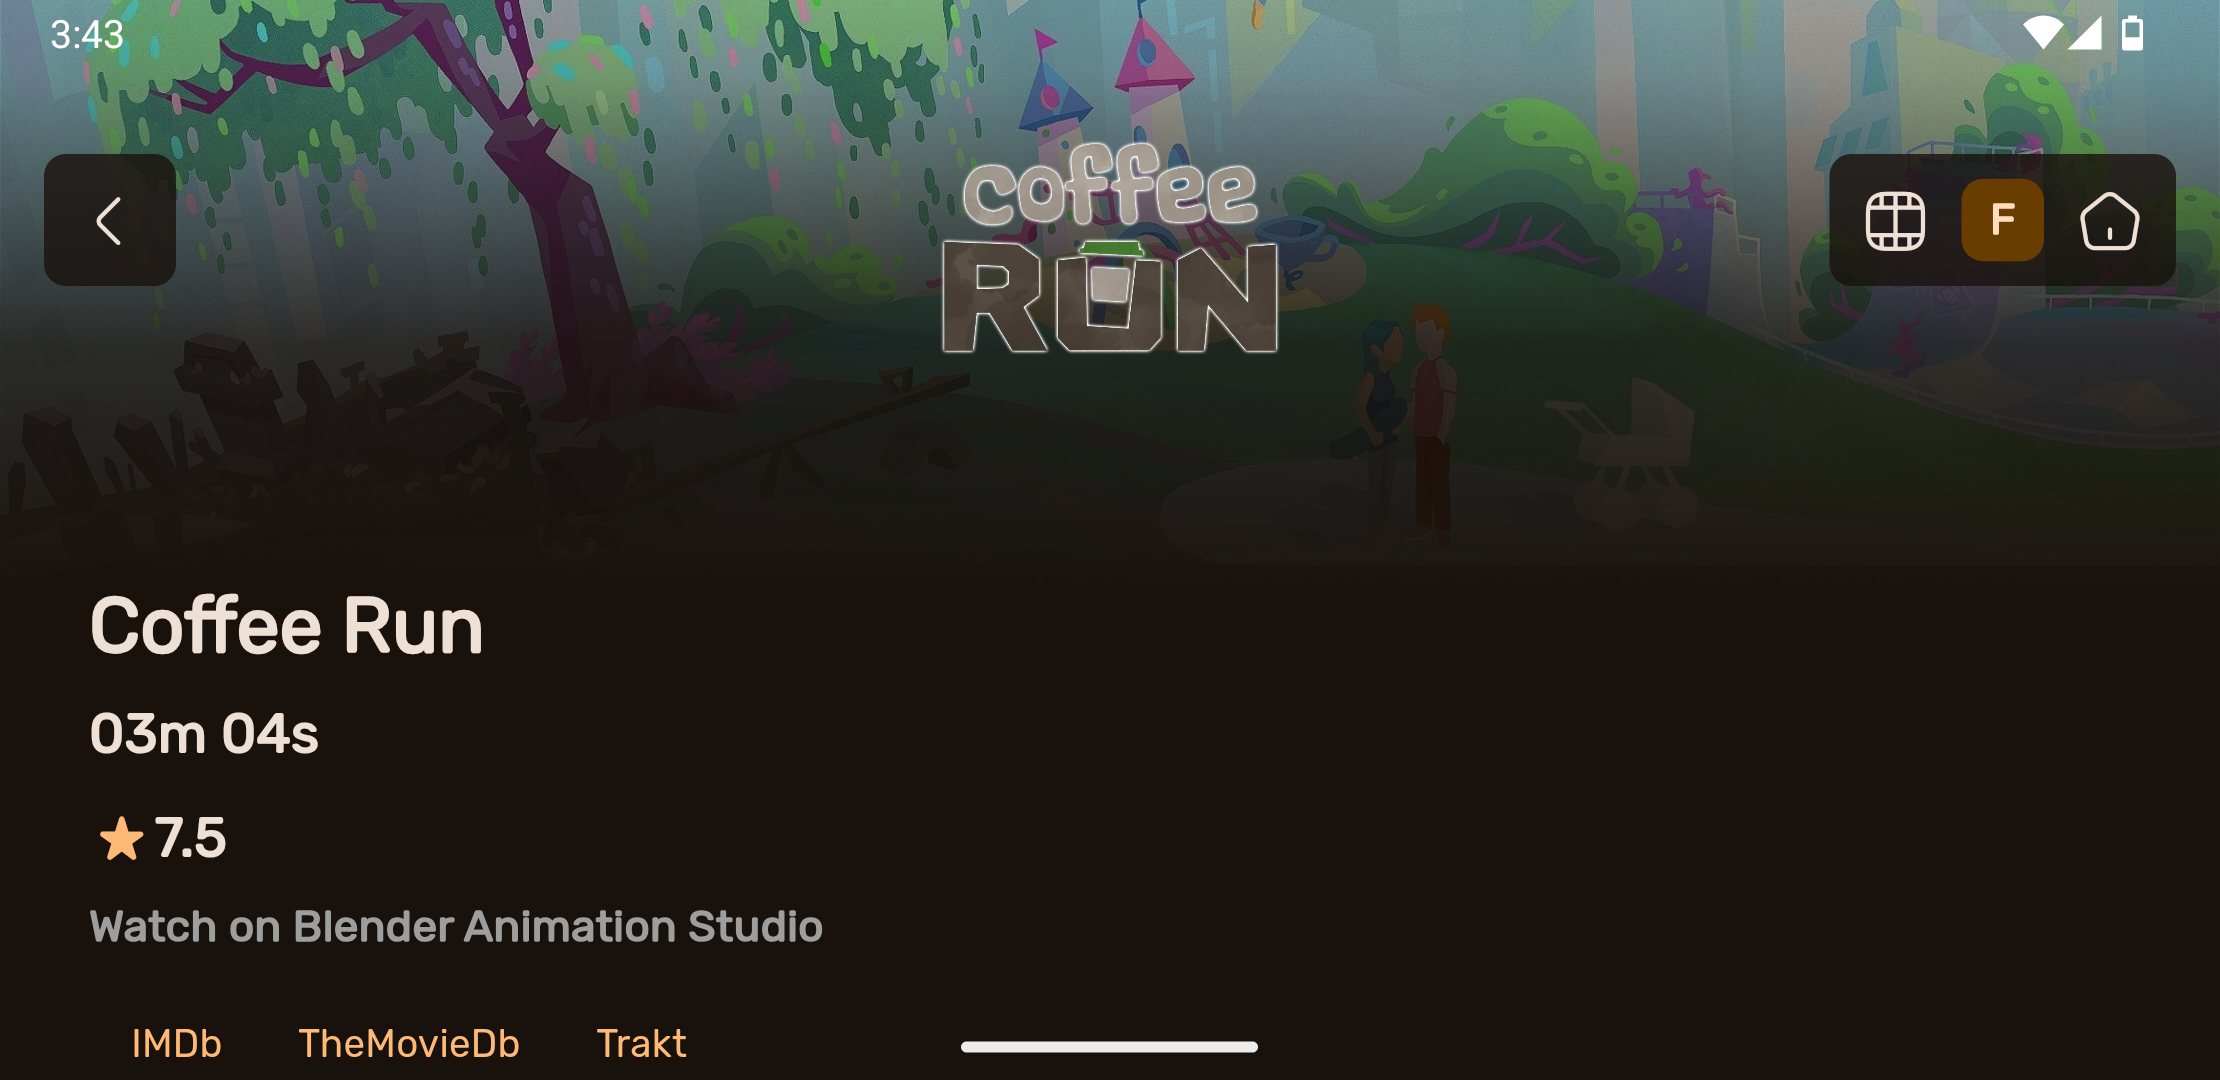 3:43
coffee
RUN
F
Coffee Run
03m 04s
7.5
Watch on Blender Animation Studio
IMDb TheMovieDb Trakt